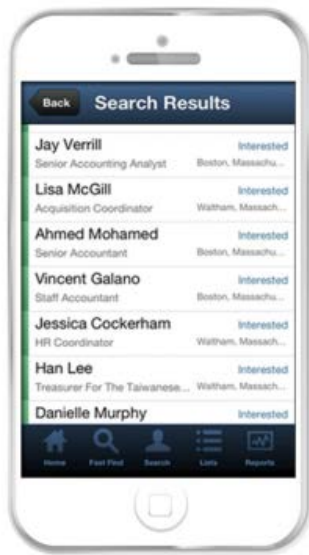 Back Search Results
Jay Verrill Interested
Senior Accounting Analyst Boston, Massachu...
Lisa McGill Interested
Acquisition Coordinator Waltham, Massach...
Ahmed Mohamed Interested
Senior Accountant Boston, Massachu...
Vincent Galano Interested
Staff Accountant Boston, Massachu...
Jessica Cockerham Interested
HR Coordinator Waltham, Massach...
Han Lee Interested
Treasurer For The Taiwanese... Waltham, Massach...
Danielle Murphy Interested
Home Fast Find Search Lists Reports